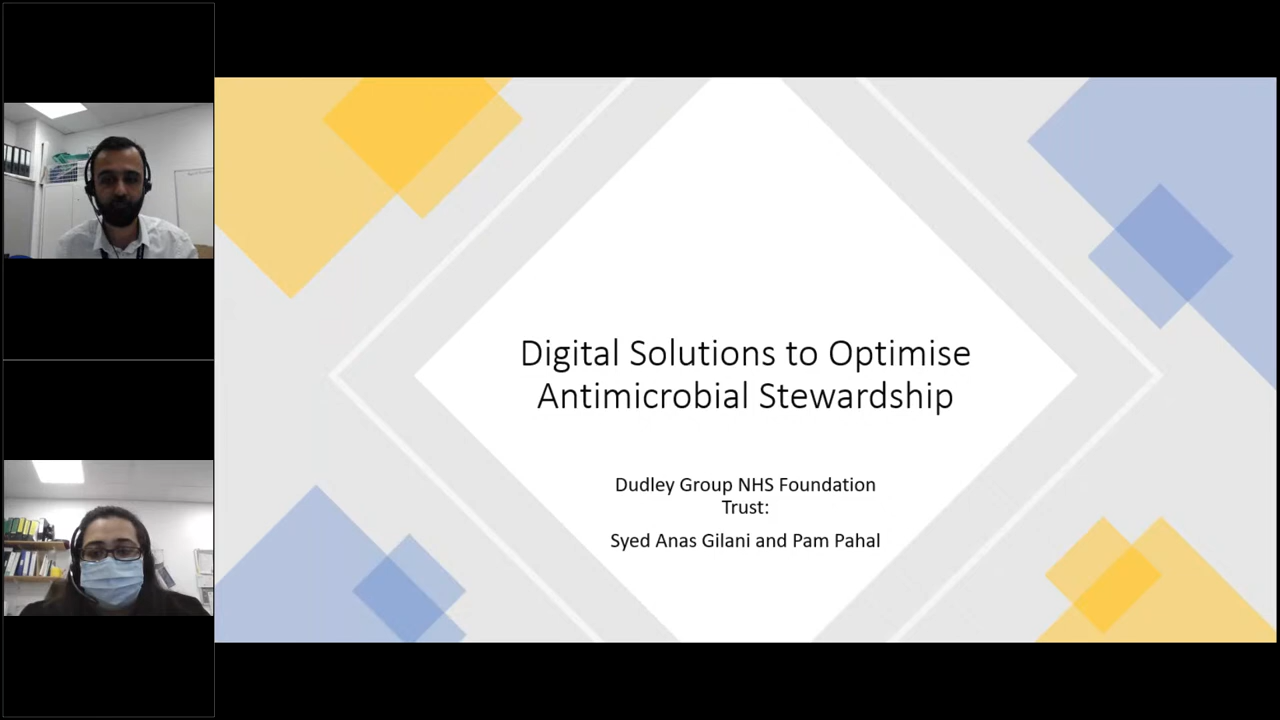 Digital Solutions to Optimise
Antimicrobial Stewardship
Dudley Group NHS Foundation
Trust:
Syed Anas Gilani and Pam Pahal